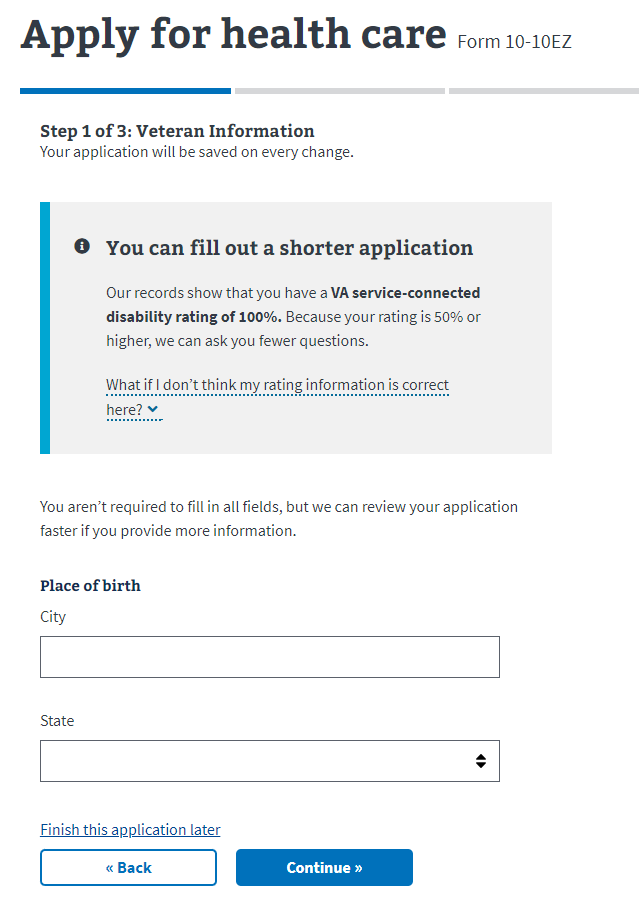 Apply for health care Form 10-10EZ
Step 1 of 3: Veteran Information
Your application will be saved on every change.
You can fill out a shorter application
Our records show that you have a VA service-connected
disability rating of 100%. Because your rating is 50% or
higher, we can ask you fewer questions.
What if I don’t think my rating information is correct
here?
You aren’t required to fill in all fields, but we can review your application
faster if you provide more information.
Place of birth
City
State
Finish this application later
« Back
Continue »